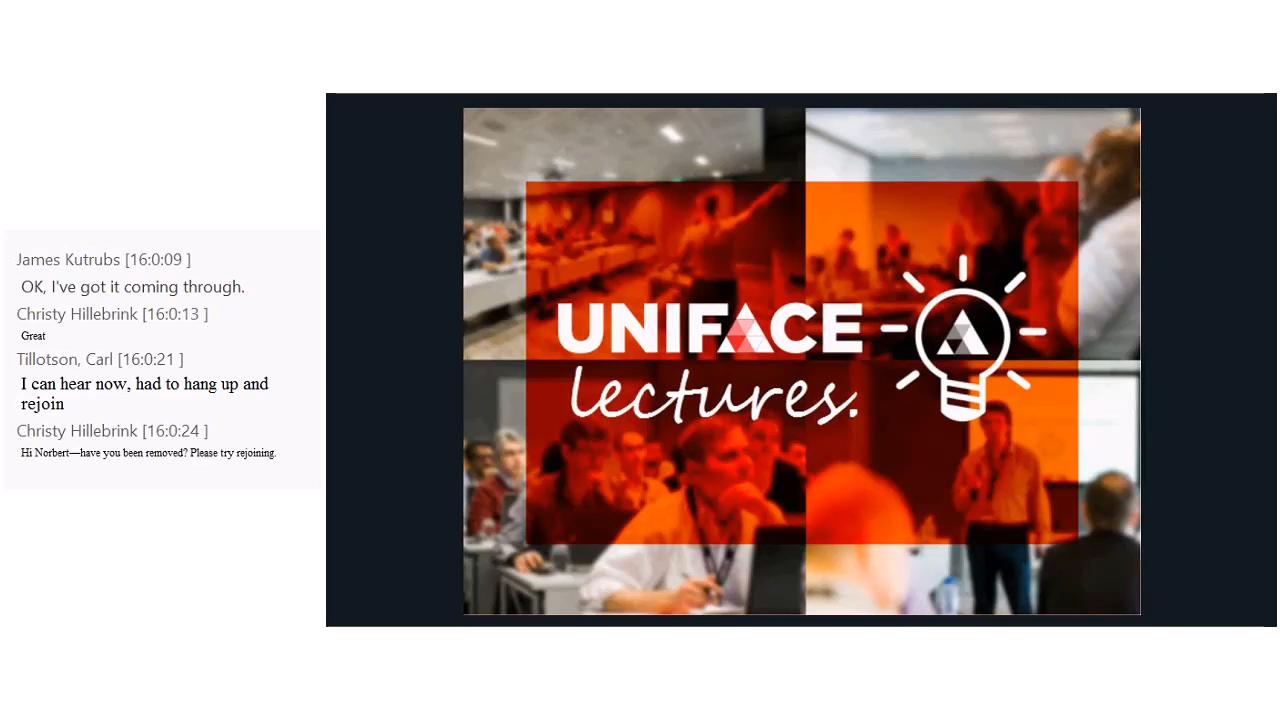 James Kutrubs [16:0:09 ]
OK, I've got it coming through.
Christy Hillebrink [16:0:13 ]
Great
Tillotson, Carl [16:0:21 ]
I can hear now, had to hang up and
rejoin
Christy Hillebrink [16:0:24 ]
Hi Norbert—have you been removed? Please try rejoining.
UNIFACE
lectures.